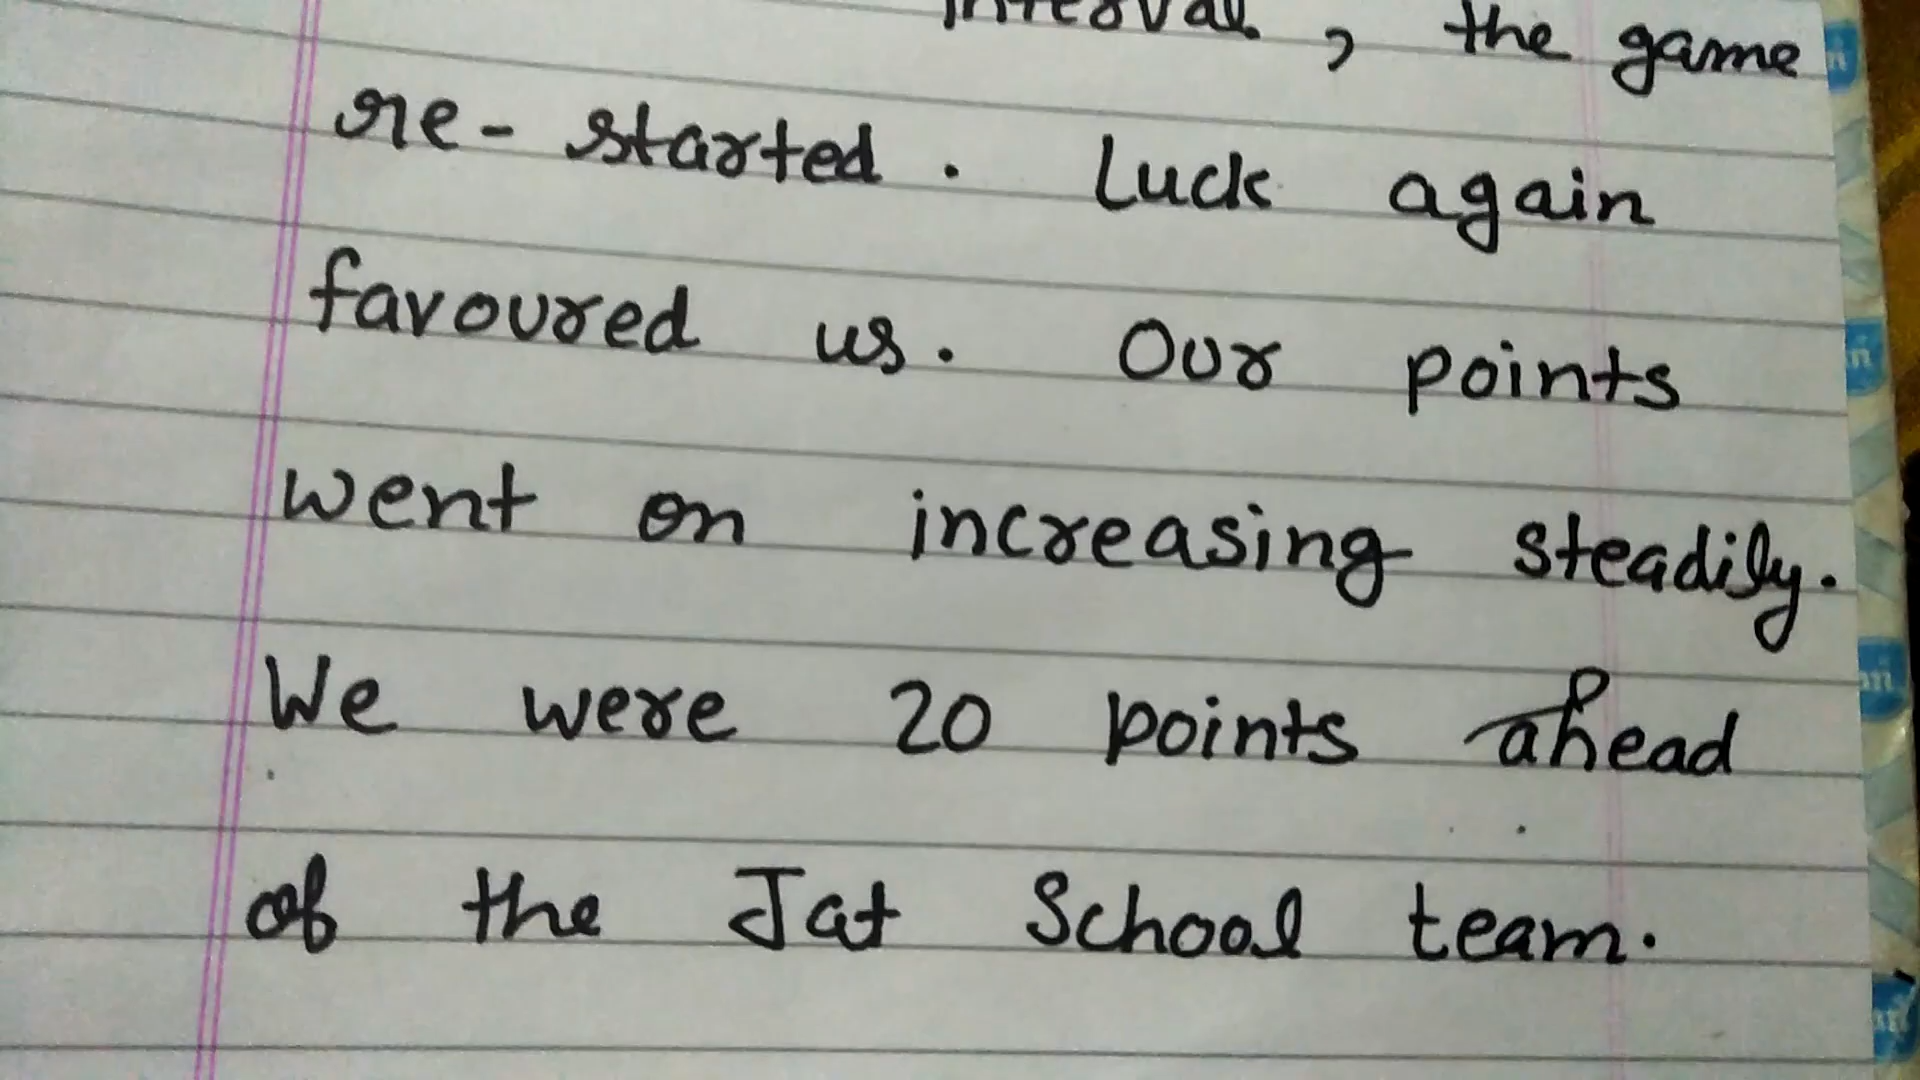 interval, the game
re-started. Luck again
favoured us. Our points
went on increasing steadily.
We were 20 points ahead
of the Jat School team.